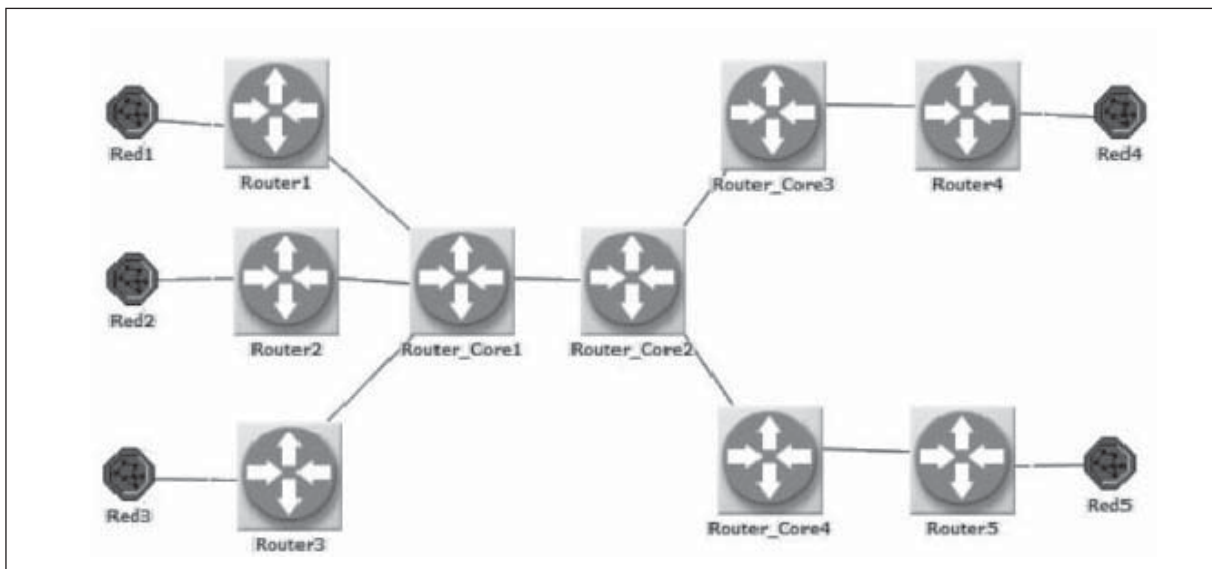 Red1
Router1
Router_Core3
Router4
Red4
Red2
Router2
Router_Core1
Router_Core2
Red3
Router3
Router_Core4
Router5
Red5